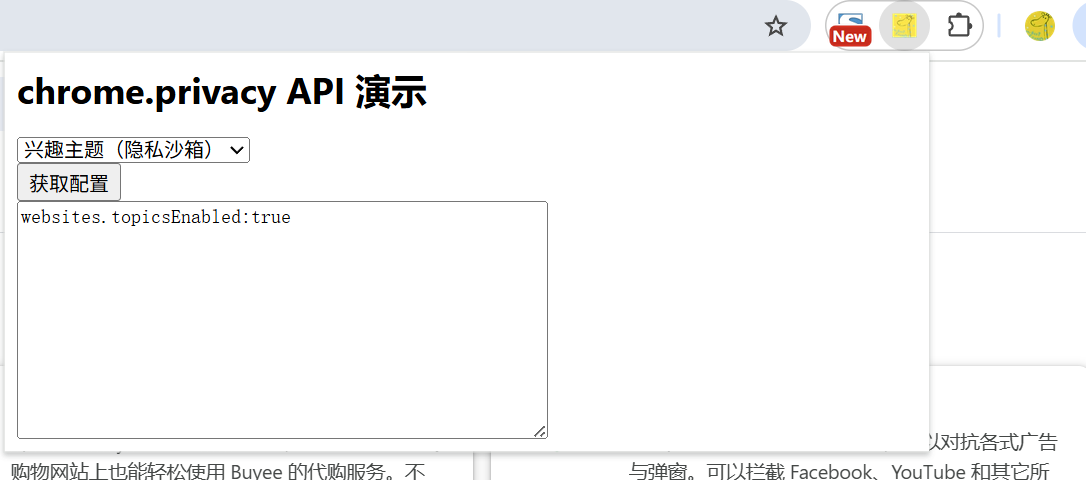 New
chrome.privacy API 演示
兴趣主题（隐私沙箱）
获取配置
websites.topicsEnabled:true
以对抗各式广告
购物网站上也能轻松使用 Buyee 的代购服务。不
与弹窗。可以拦截 Facebook、YouTube 和其它所